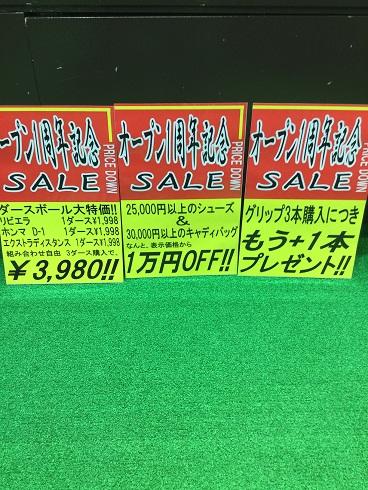 オープン1周年記念
PRICE DOWN
SALE
ダースボール大特価!!
リビエラ 1ダース¥1,998
ホンマ D-1 1ダース¥1,998
エクストラディスタンス 1ダース¥1,998
組み合わせ自由 3ダース購入で、
¥3,980!!
オープン1周年記念
PRICE DOWN
SALE
25,000円以上のシューズ
&
30,000円以上のキャディバッグ
なんと、表示価格から
1万円OFF!!
オープン1周年記念
PRICE DOWN
SALE
グリップ3本購入につき
もう+1本
プレゼント!!